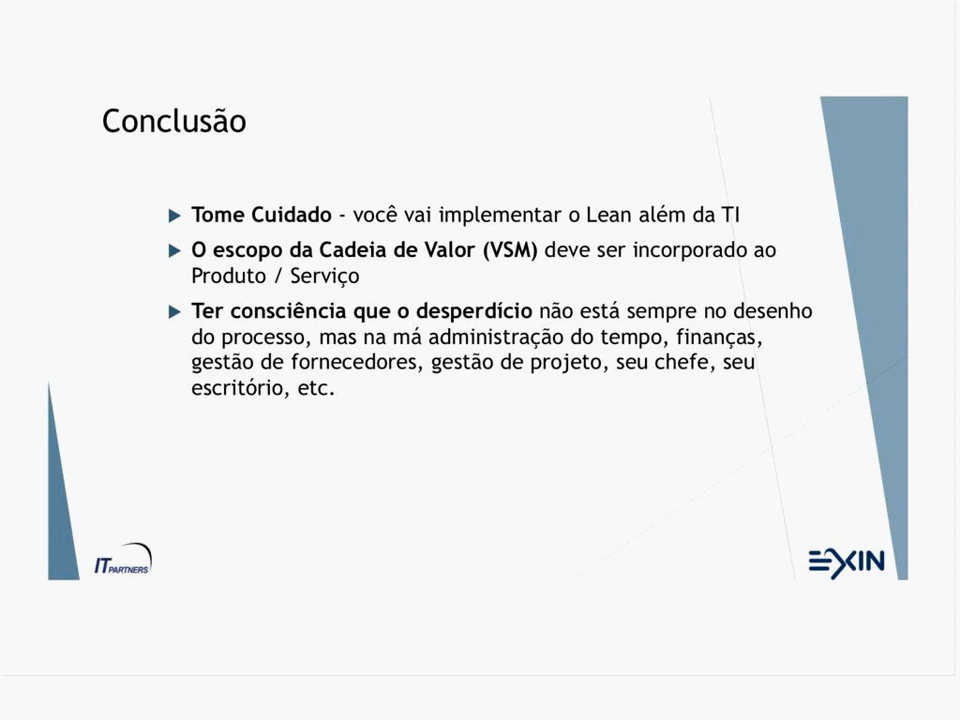 Conclusão
Tome Cuidado - você vai implementar o Lean além da TI
O escopo da Cadeia de Valor (VSM) deve ser incorporado ao
Produto / Serviço
Ter consciência que o desperdício não está sempre no desenho
do processo, mas na má administração do tempo, finanças,
gestão de fornecedores, gestão de projeto, seu chefe, seu
escritório, etc.
IT PARTNERS
EXIN